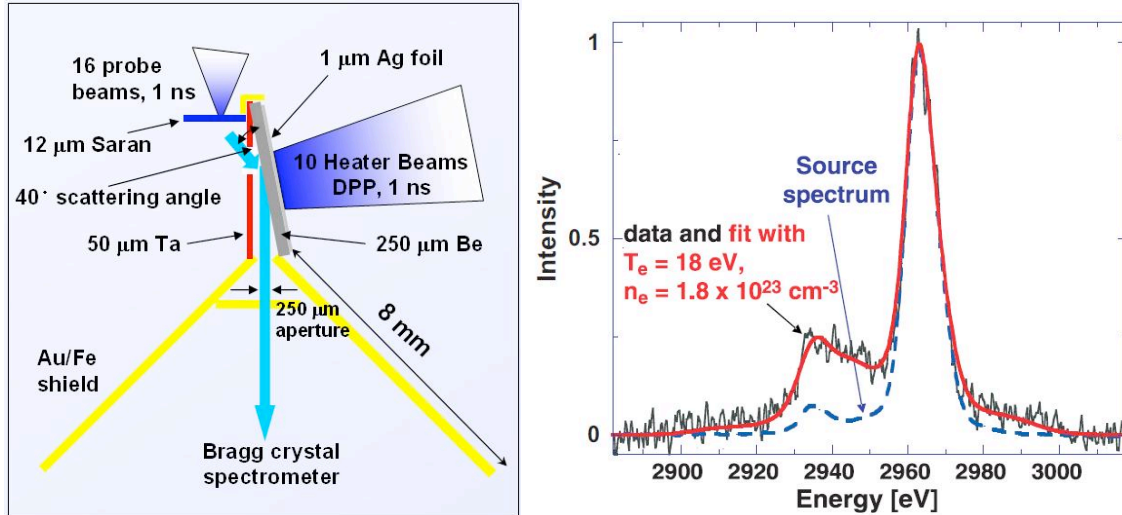 16 probe
beams, 1 ns
1 μm Ag foil
12 μm Saran
10 Heater Beams
DPP, 1 ns
40˚ scattering angle
50 μm Ta
250 μm Be
250 μm
aperture
8 mm
Au/Fe
shield
Bragg crystal
spectrometer
Intensity
1
0.5
0
Source
spectrum
data and fit with
Tₑ = 18 eV,
nₑ = 1.8 x 10²³ cm⁻³
2900 2920 2940 2960 2980 3000
Energy [eV]